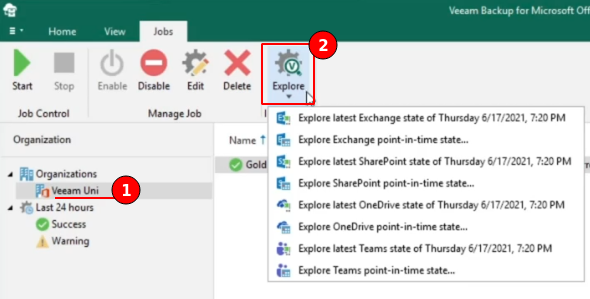 Veeam Backup for Microsoft Off
Home View Jobs
2
Start Stop Enable Disable Edit Delete Explore
Job Control Manage Job
Organization
Name
Organizations
Veeam Uni
1
Last 24 hours
Success
Warning
Gold
Explore latest Exchange state of Thursday 6/17/2021, 7:20 PM
Explore Exchange point-in-time state...
Explore latest SharePoint state of Thursday 6/17/2021, 7:20 PM
Explore SharePoint point-in-time state...
Explore latest OneDrive state of Thursday 6/17/2021, 7:20 PM
Explore OneDrive point-in-time state...
Explore latest Teams state of Thursday 6/17/2021, 7:20 PM
Explore Teams point-in-time state...